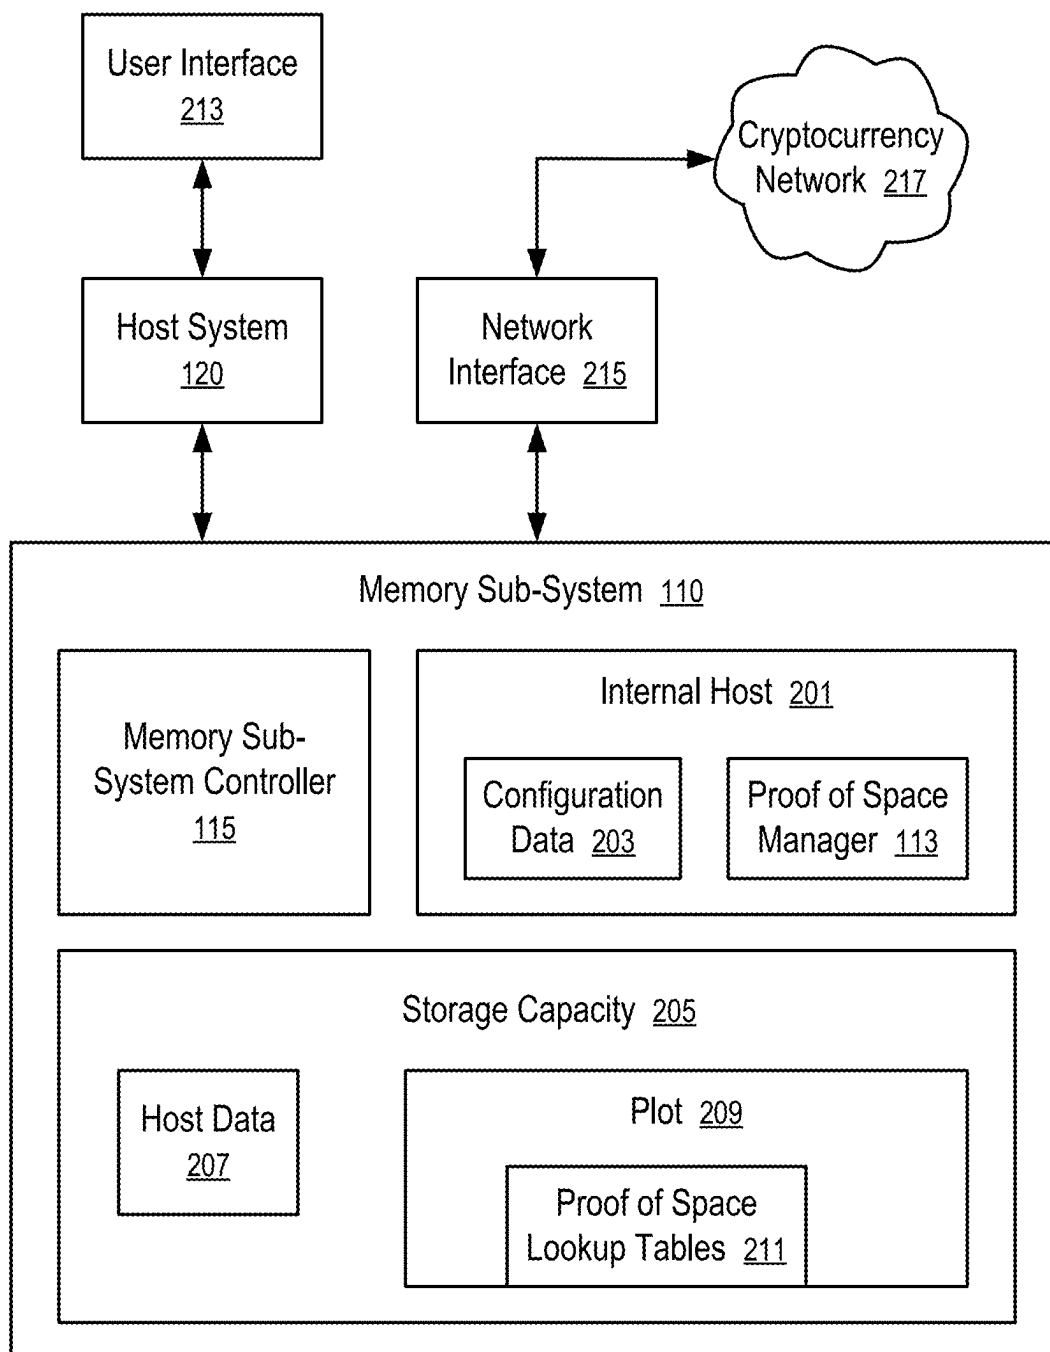 User Interface
213
Cryptocurrency
Network 217
Host System
120
Network
Interface 215
Memory Sub-System 110
Memory Sub-
System Controller
115
Internal Host 201
Configuration
Data 203
Proof of Space
Manager 113
Storage Capacity 205
Host Data
207
Plot 209
Proof of Space
Lookup Tables 211